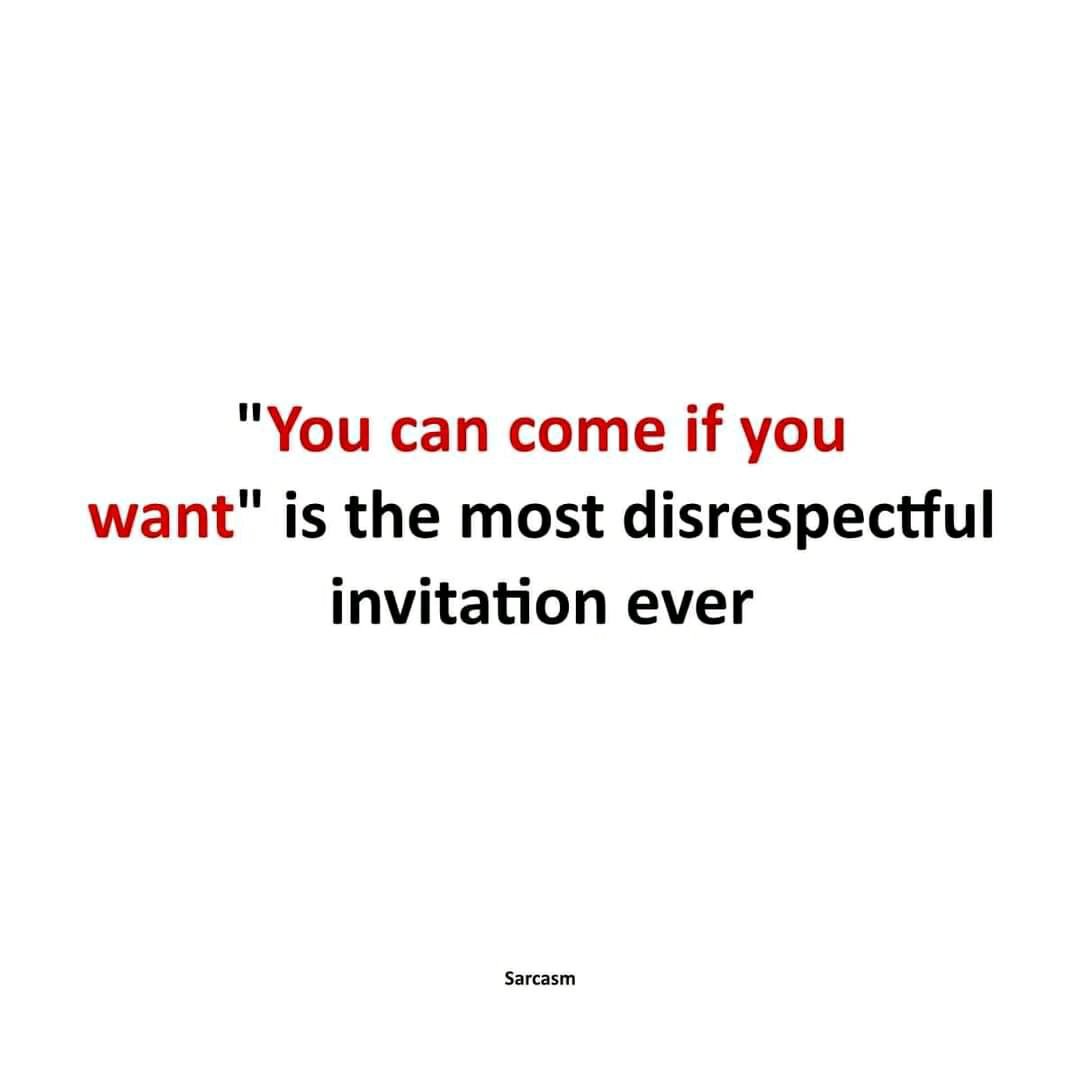 "You can come if you
want" is the most disrespectful
invitation ever
Sarcasm